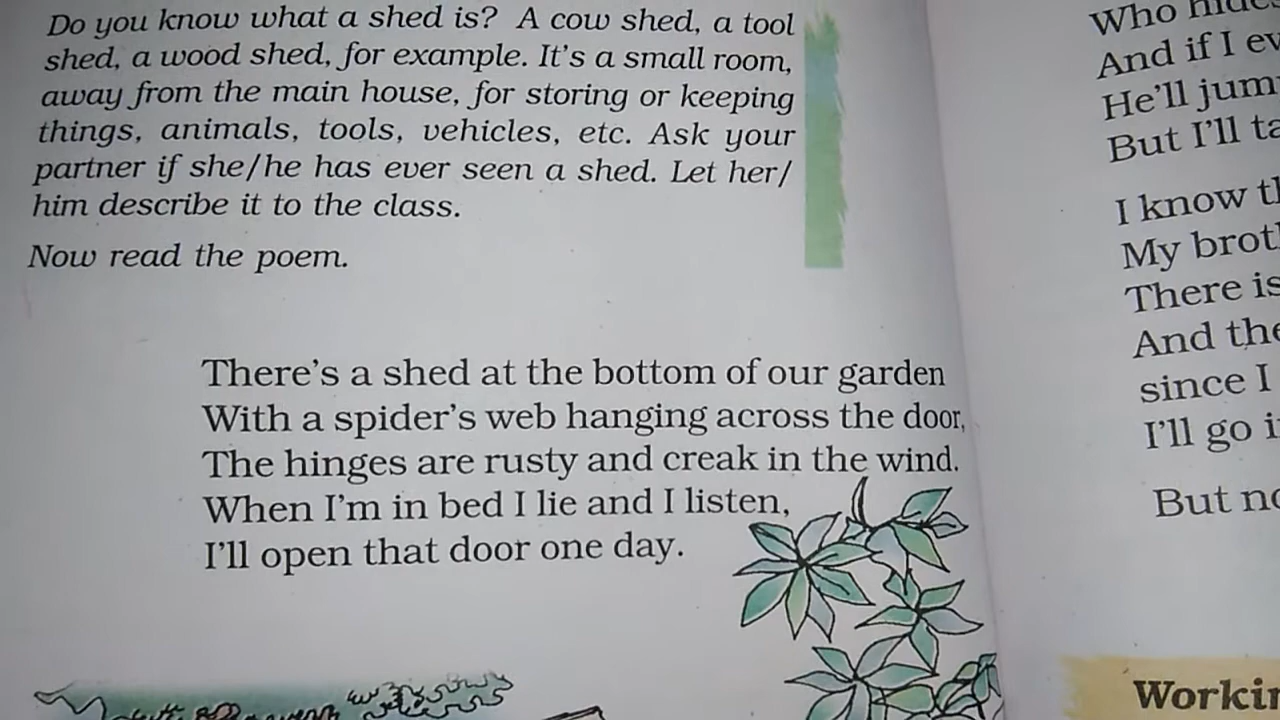 Do you know what a shed is? A cow shed, a tool
shed, a wood shed, for example. It's a small room,
away from the main house, for storing or keeping
things, animals, tools, vehicles, etc. Ask your
partner if she/he has ever seen a shed. Let her/
him describe it to the class.
Now read the poem.
There's a shed at the bottom of our garden
With a spider's web hanging across the door,
The hinges are rusty and creak in the wind.
When I'm in bed I lie and I listen,
I'll open that door one day.
Who
And if I
He'll
But I'll
I know
My
There is
And
since I
I'll go
But